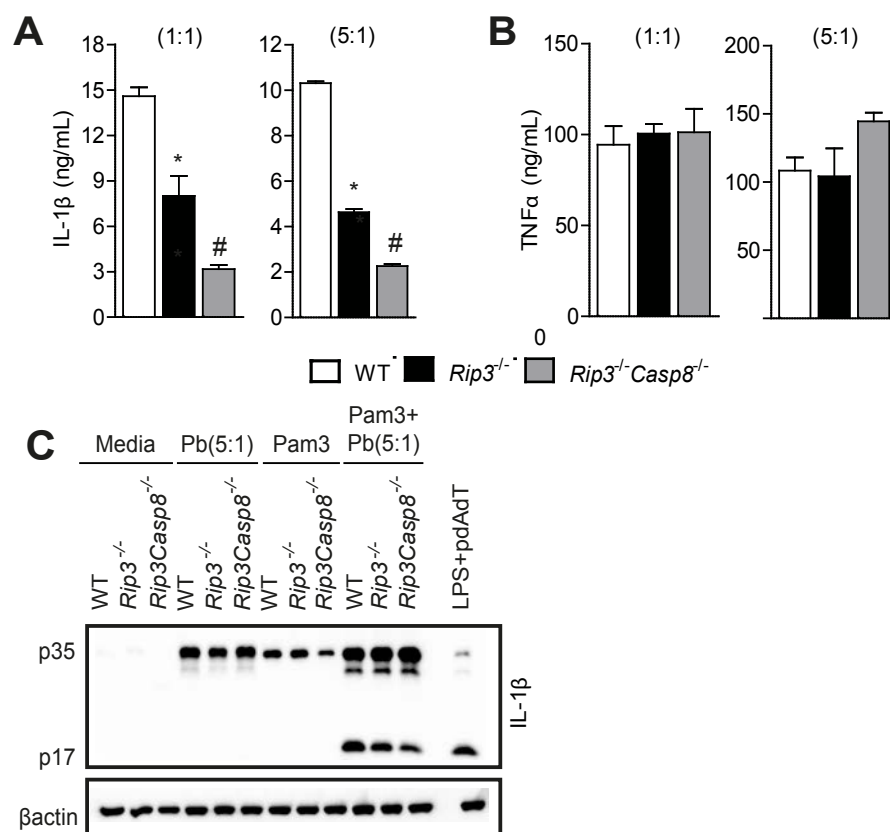 A
(1:1)
(5:1)
IL-1β (ng/mL)
18
15
12
9
6
3
0
*
*
#
12
10
8
6
4
2
0
*
*
#
B
(1:1)
(5:1)
TNFα (ng/mL)
150
100
50
0
0
200
150
100
50
WT
Rip3-/-
Rip3-/-Casp8-/-
C
Media
Pb(5:1)
Pam3
Pam3+
Pb(5:1)
WT
Rip3-/-
Rip3Casp8-/-
WT
Rip3-/-
Rip3Casp8-/-
WT
Rip3-/-
Rip3Casp8-/-
WT
Rip3-/-
Rip3Casp8-/-
LPS+pdAdT
p35
p17
IL-1β
βactin